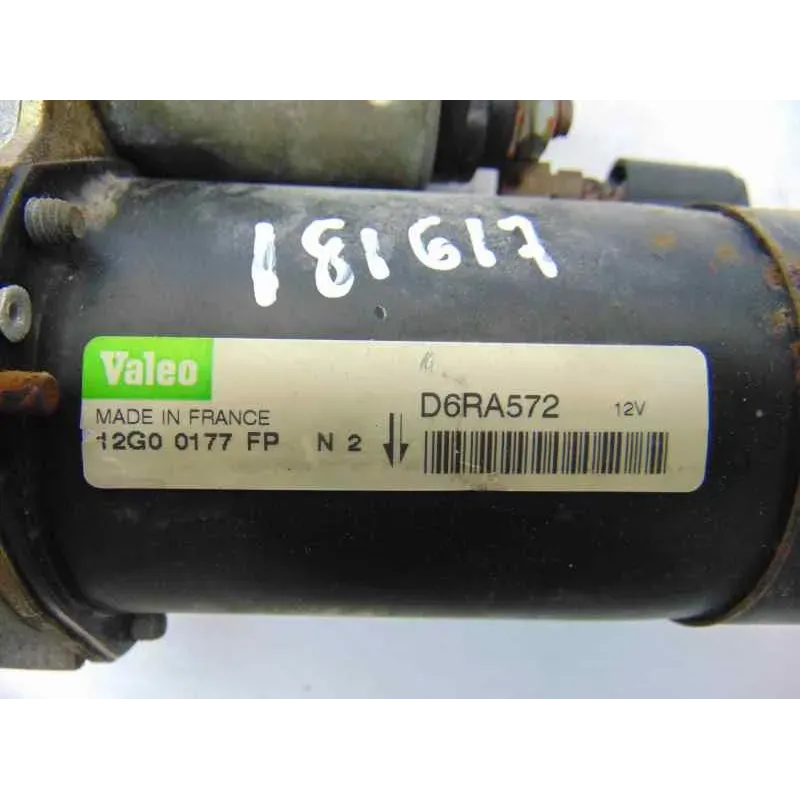 181617
Valeo
MADE IN FRANCE
12G0 0177 FP N 2
D6RA572 12V